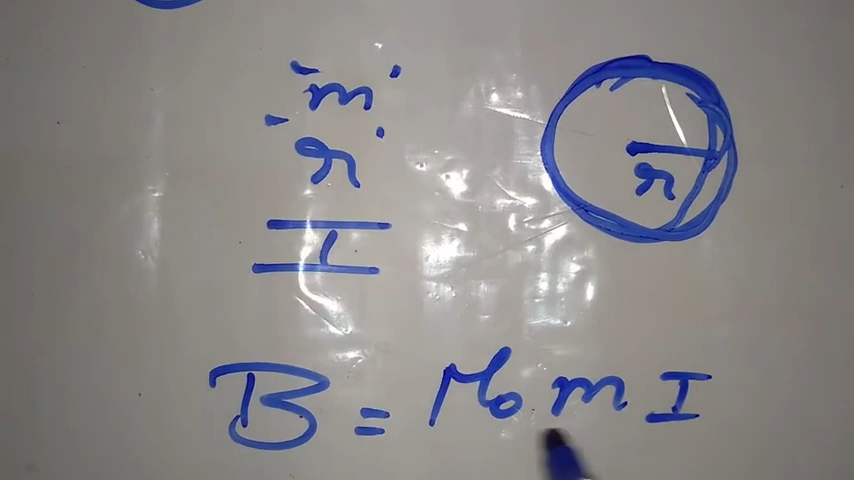 'm'
'r'
I
r
B = μ₀ m I